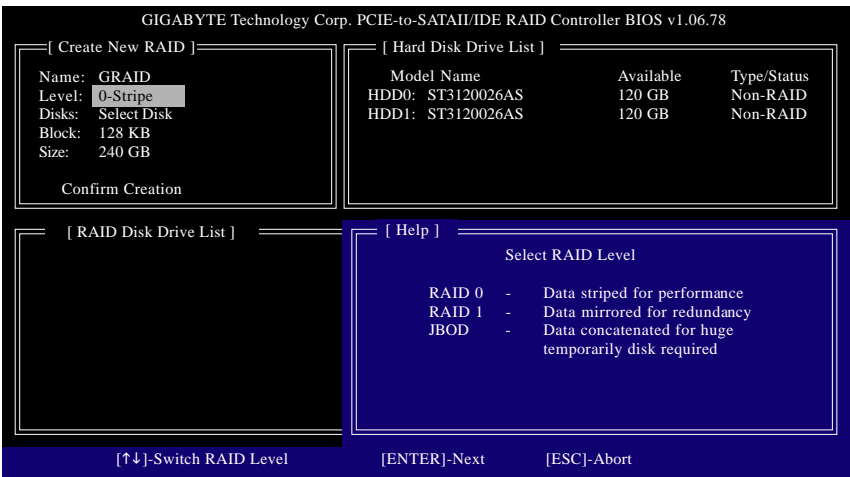 GIGABYTE Technology Corp. PCIE-to-SATAII/IDE RAID Controller BIOS v1.06.78
[ Create New RAID ]
Name: GRAID
Level: 0-Stripe
Disks: Select Disk
Block: 128 KB
Size: 240 GB
Confirm Creation
[ Hard Disk Drive List ]
Model Name Available Type/Status
HDD0: ST3120026AS 120 GB Non-RAID
HDD1: ST3120026AS 120 GB Non-RAID
[ RAID Disk Drive List ]
[ Help ]
Select RAID Level
RAID 0 - Data striped for performance
RAID 1 - Data mirrored for redundancy
JBOD - Data concatenated for huge
temporarily disk required
[↑↓]-Switch RAID Level [ENTER]-Next [ESC]-Abort